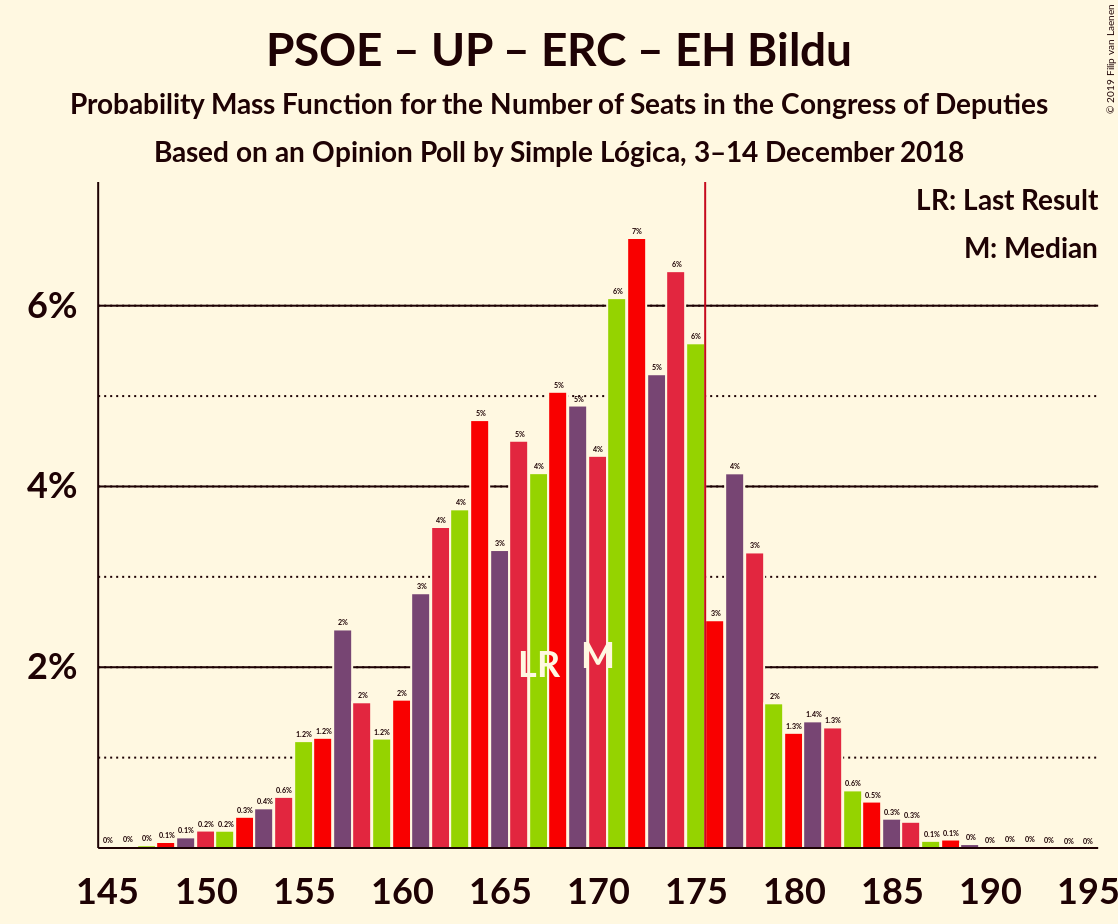 PSOE – UP – ERC – EH Bildu
Probability Mass Function for the Number of Seats in the Congress of Deputies
Based on an Opinion Poll by Simple Lógica, 3–14 December 2018
© 2019 Filip van Laenen
LR: Last Result
M: Median
6%
4%
2%
0% 0% 0% 0.1% 0.1% 0.2% 0.2% 0.3% 0.4% 0.6% 1.2% 1.2% 2% 2% 1.2% 2% 3% 4% 4% 5% 3% 5% 4% 5% 5% 4% 6% 7% 5% 6% 6% 3% 4% 3% 2% 1.3% 1.4% 1.3% 0.6% 0.5% 0.3% 0.3% 0.1% 0.1% 0% 0% 0% 0% 0% 0% 0%
LR M
145 150 155 160 165 170 175 180 185 190 195